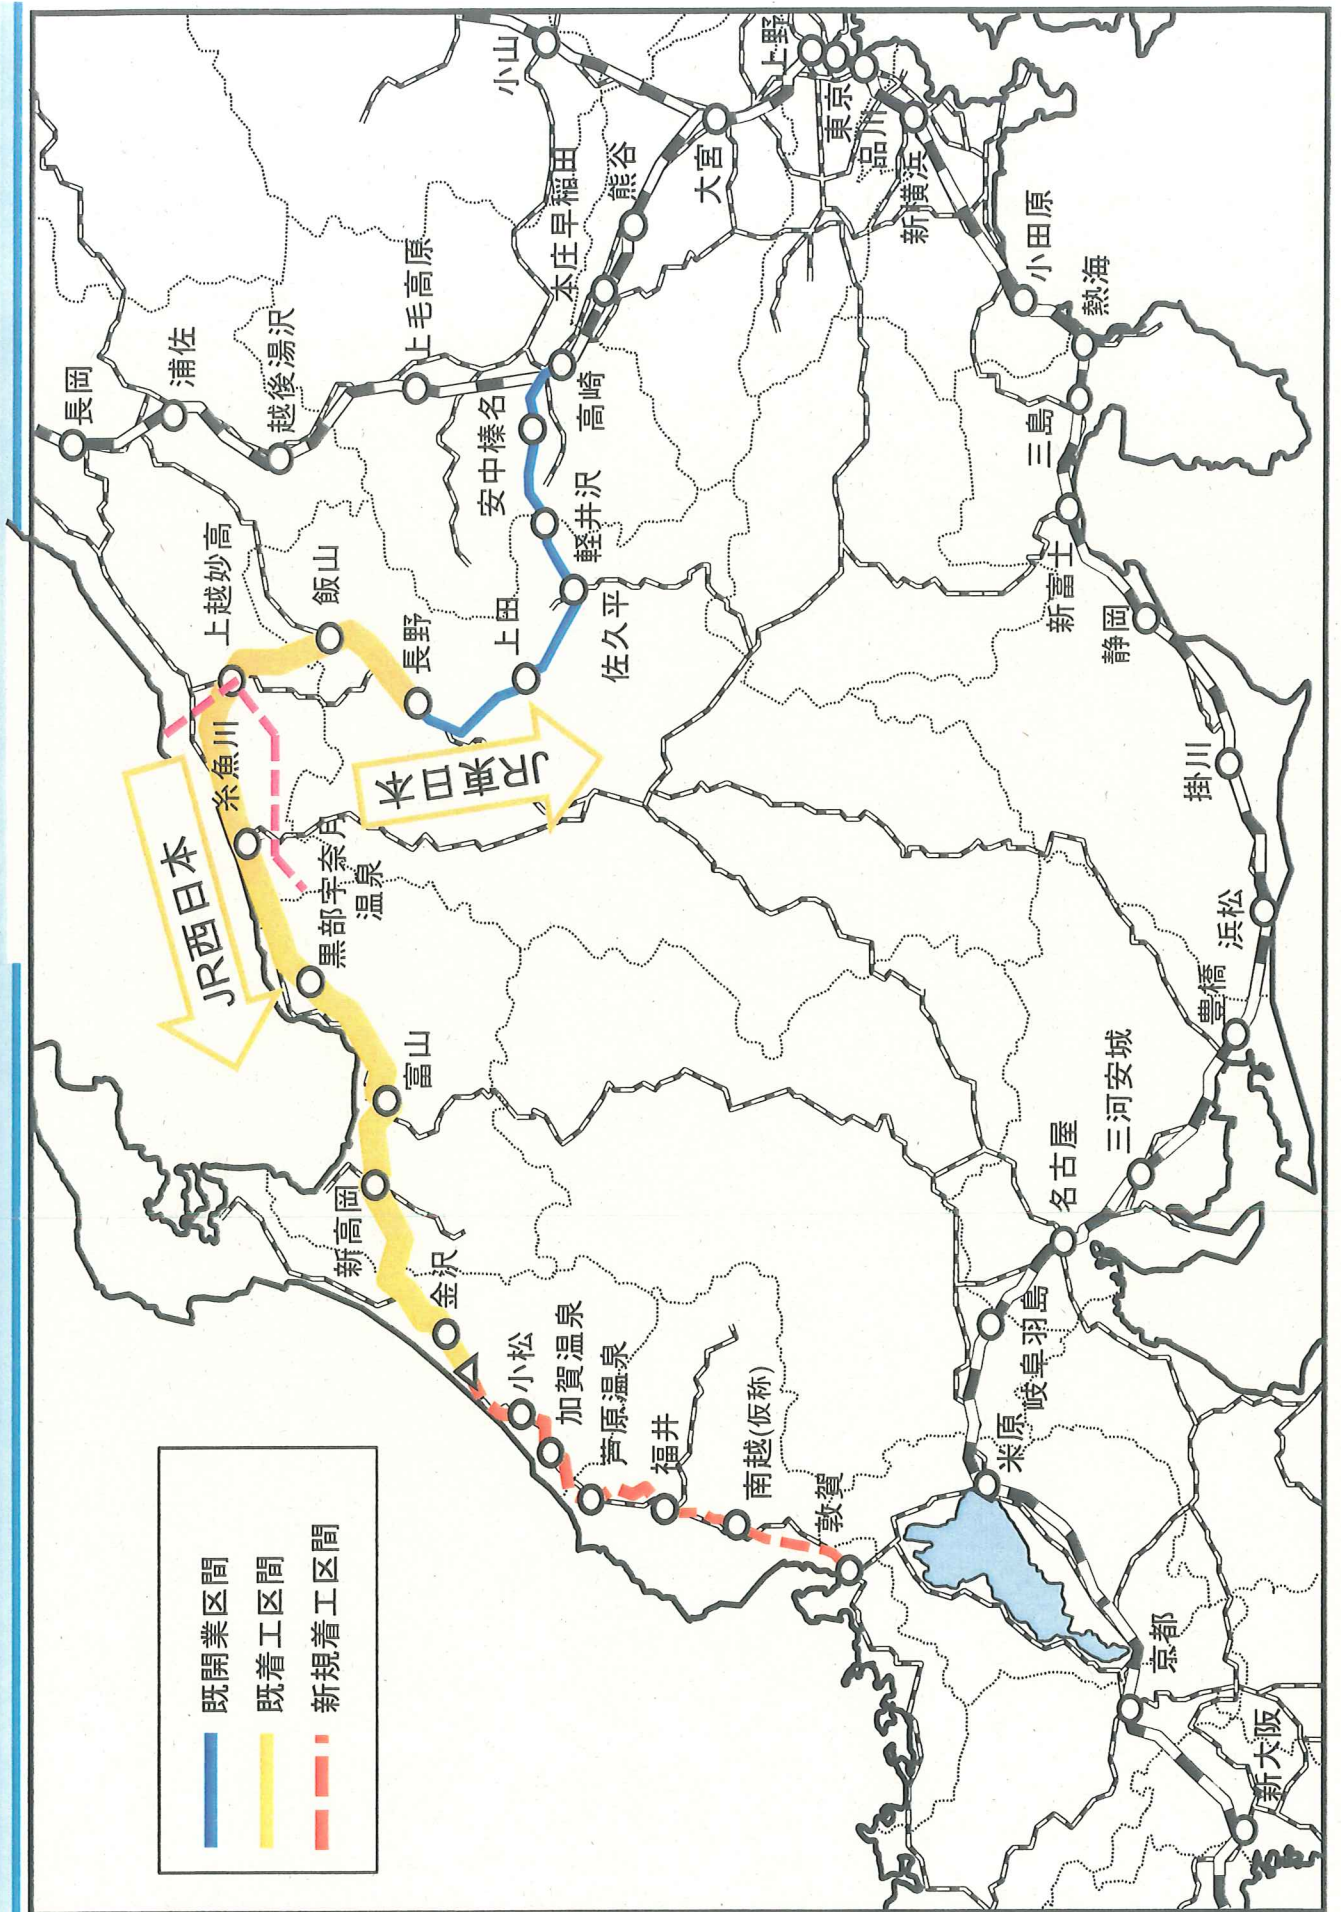 既開業区間
既着工区間
新規着工区間
JR西日本
JR東日本
長岡
浦佐
越後湯沢
上毛高原
小山
上野
東京
品川
新横浜
大宮
熊谷
本庄早稲田
高崎
安中榛名
軽井沢
佐久平
上田
長野
飯山
上越妙高
糸魚川
黒部宇奈月
温泉
富山
新高岡
金沢
小松
加賀温泉
芦原温泉
福井
南越(仮称)
敦賀
小田原
熱海
三島
新富士
静岡
掛川
浜松
豊橋
三河安城
名古屋
岐阜羽島
米原
京都
新大阪